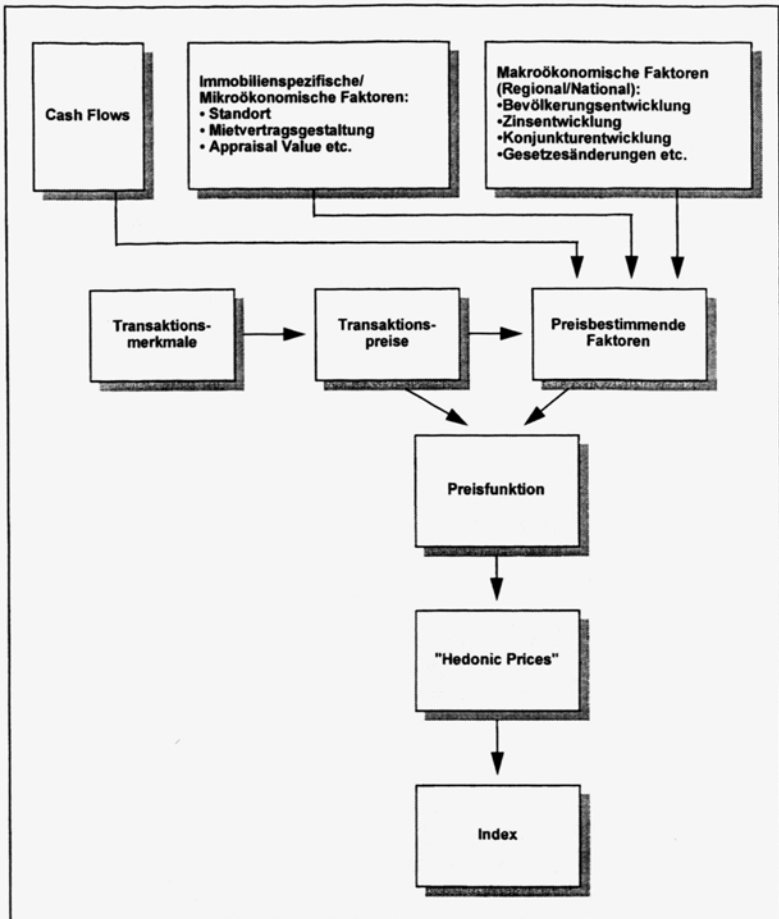 Cash Flows
Immobilienspezifische/
Mikroökonomische Faktoren:
• Standort
• Mietvertragsgestaltung
• Appraisal Value etc.
Makroökonomische Faktoren
(Regional/National):
•Bevölkerungsentwicklung
•Zinsentwicklung
•Konjunkturentwicklung
•Gesetzesänderungen etc.
Transaktions-
merkmale
Transaktions-
preise
Preisbestimmende
Faktoren
Preisfunktion
"Hedonic Prices"
Index